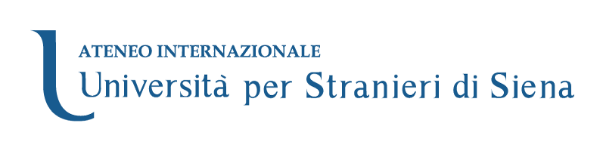 ATENEO INTERNAZIONALE
Università per Stranieri di Siena